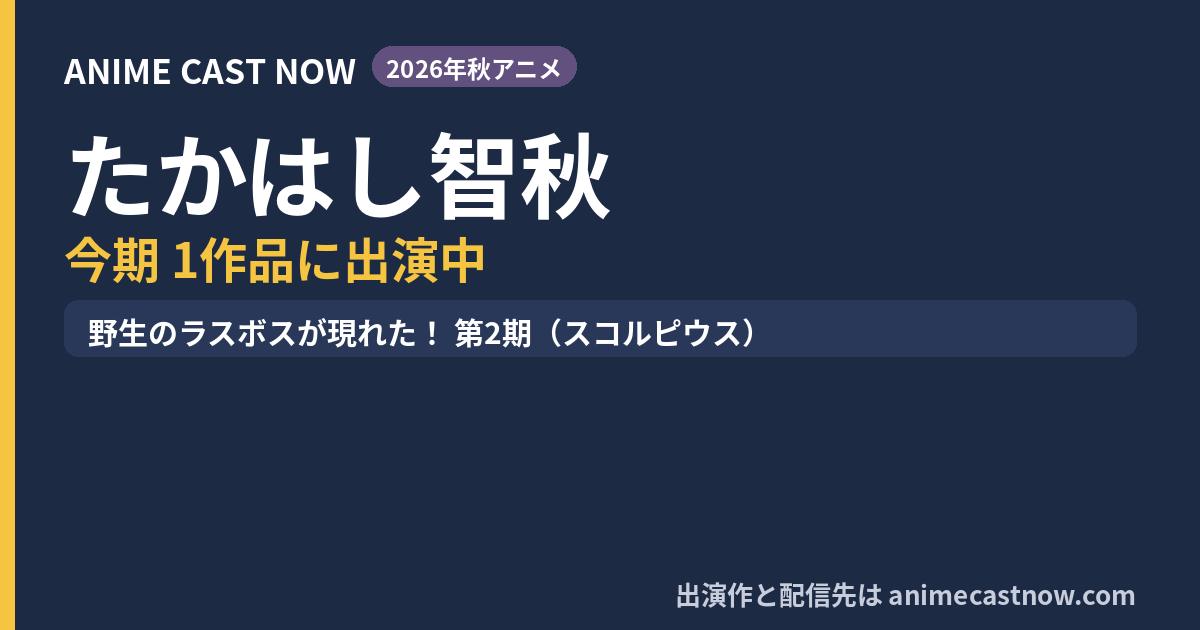 ANIME CAST NOW 2026年秋アニメ
たかはし智秋
今期 1作品に出演中
野生のラスボスが現れた！ 第2期（スコルピウス）
出演作と配信先は animecastnow.com